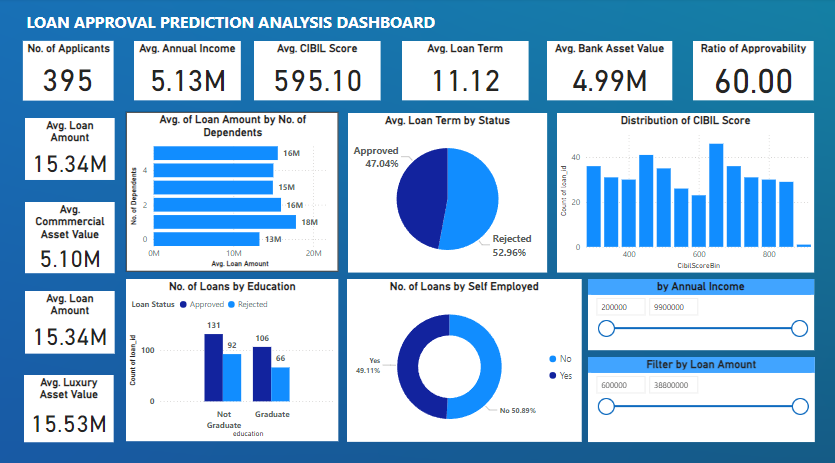 LOAN APPROVAL PREDICTION ANALYSIS DASHBOARD
No. of Applicants
395
Avg. Annual Income
5.13M
Avg. CIBIL Score
595.10
Avg. Loan Term
11.12
Avg. Bank Asset Value
4.99M
Ratio of Approvability
60.00
Avg. Loan
Amount
15.34M
Avg.
Commmercial
Asset Value
5.10M
Avg. Loan
Amount
15.34M
Avg. Luxury
Asset Value
15.53M
Avg. of Loan Amount by No. of
Dependents
No. of Dependents
4
2
0
16M
15M
16M
18M
13M
0M
10M
20M
Avg. Loan Amount
Avg. Loan Term by Status
Approved
47.04%
Rejected
52.96%
Distribution of CIBIL Score
Count of loan_id
40
20
0
400
600
800
CibilScoreBin
No. of Loans by Education
Loan Status Approved Rejected
Count of loan_id
100
0
131
92
106
66
Not
Graduate
Graduate
education
No. of Loans by Self Employed
Yes
49.11%
No 50.89%
No
Yes
by Annual Income
200000
9900000
Filter by Loan Amount
600000
38800000